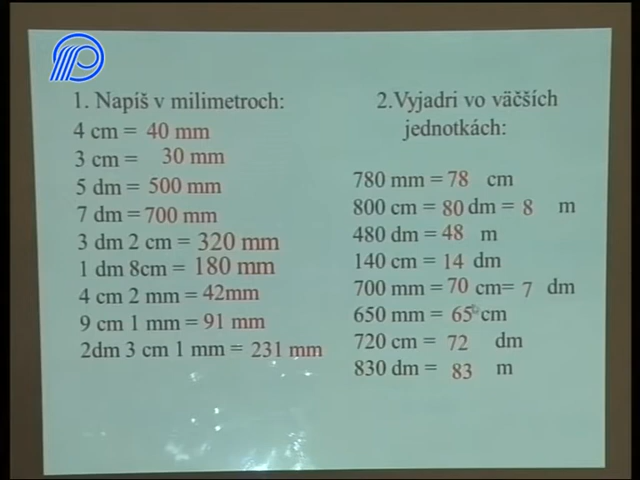 1. Napíš v milimetroch:
4 cm = 40 mm
3 cm = 30 mm
5 dm = 500 mm
7 dm = 700 mm
3 dm 2 cm = 320 mm
1 dm 8cm = 180 mm
4 cm 2 mm = 42mm
9 cm 1 mm = 91 mm
2dm 3 cm 1 mm = 231 mm
2.Vyjadri vo väčších
jednotkách:
780 mm = 78 cm
800 cm = 80 dm = 8 m
480 dm = 48 m
140 cm = 14 dm
700 mm = 70 cm= 7 dm
650 mm = 65 cm
720 cm = 72 dm
830 dm = 83 m